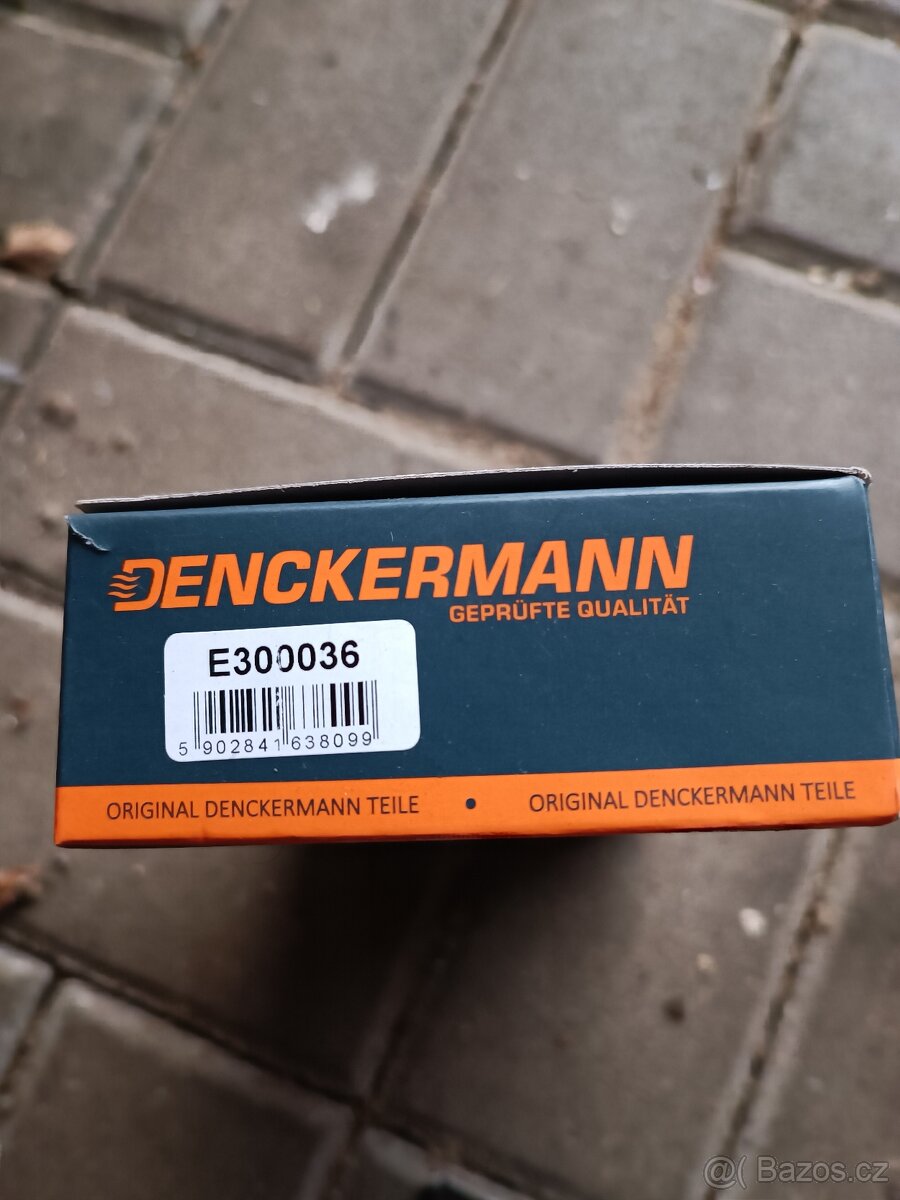 DENCKERMANN
GEPRÜFTE QUALITÄT
E300036
5 902841 638099
ORIGINAL DENCKERMANN TEILE • ORIGINAL DENCKERMANN TEILE
@( Bazos.cz